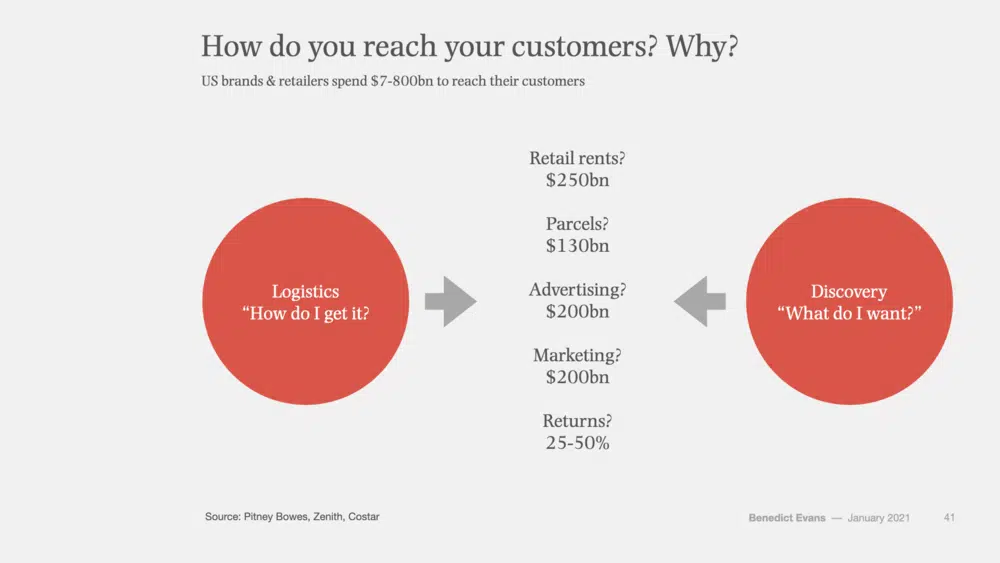 How do you reach your customers? Why?
US brands & retailers spend $7-800bn to reach their customers
Retail rents?
$250bn
Parcels?
$130bn
Advertising?
$200bn
Marketing?
$200bn
Returns?
25-50%
Logistics
“How do I get it?
Discovery
“What do I want?”
Source: Pitney Bowes, Zenith, Costar
Benedict Evans — January 2021 41